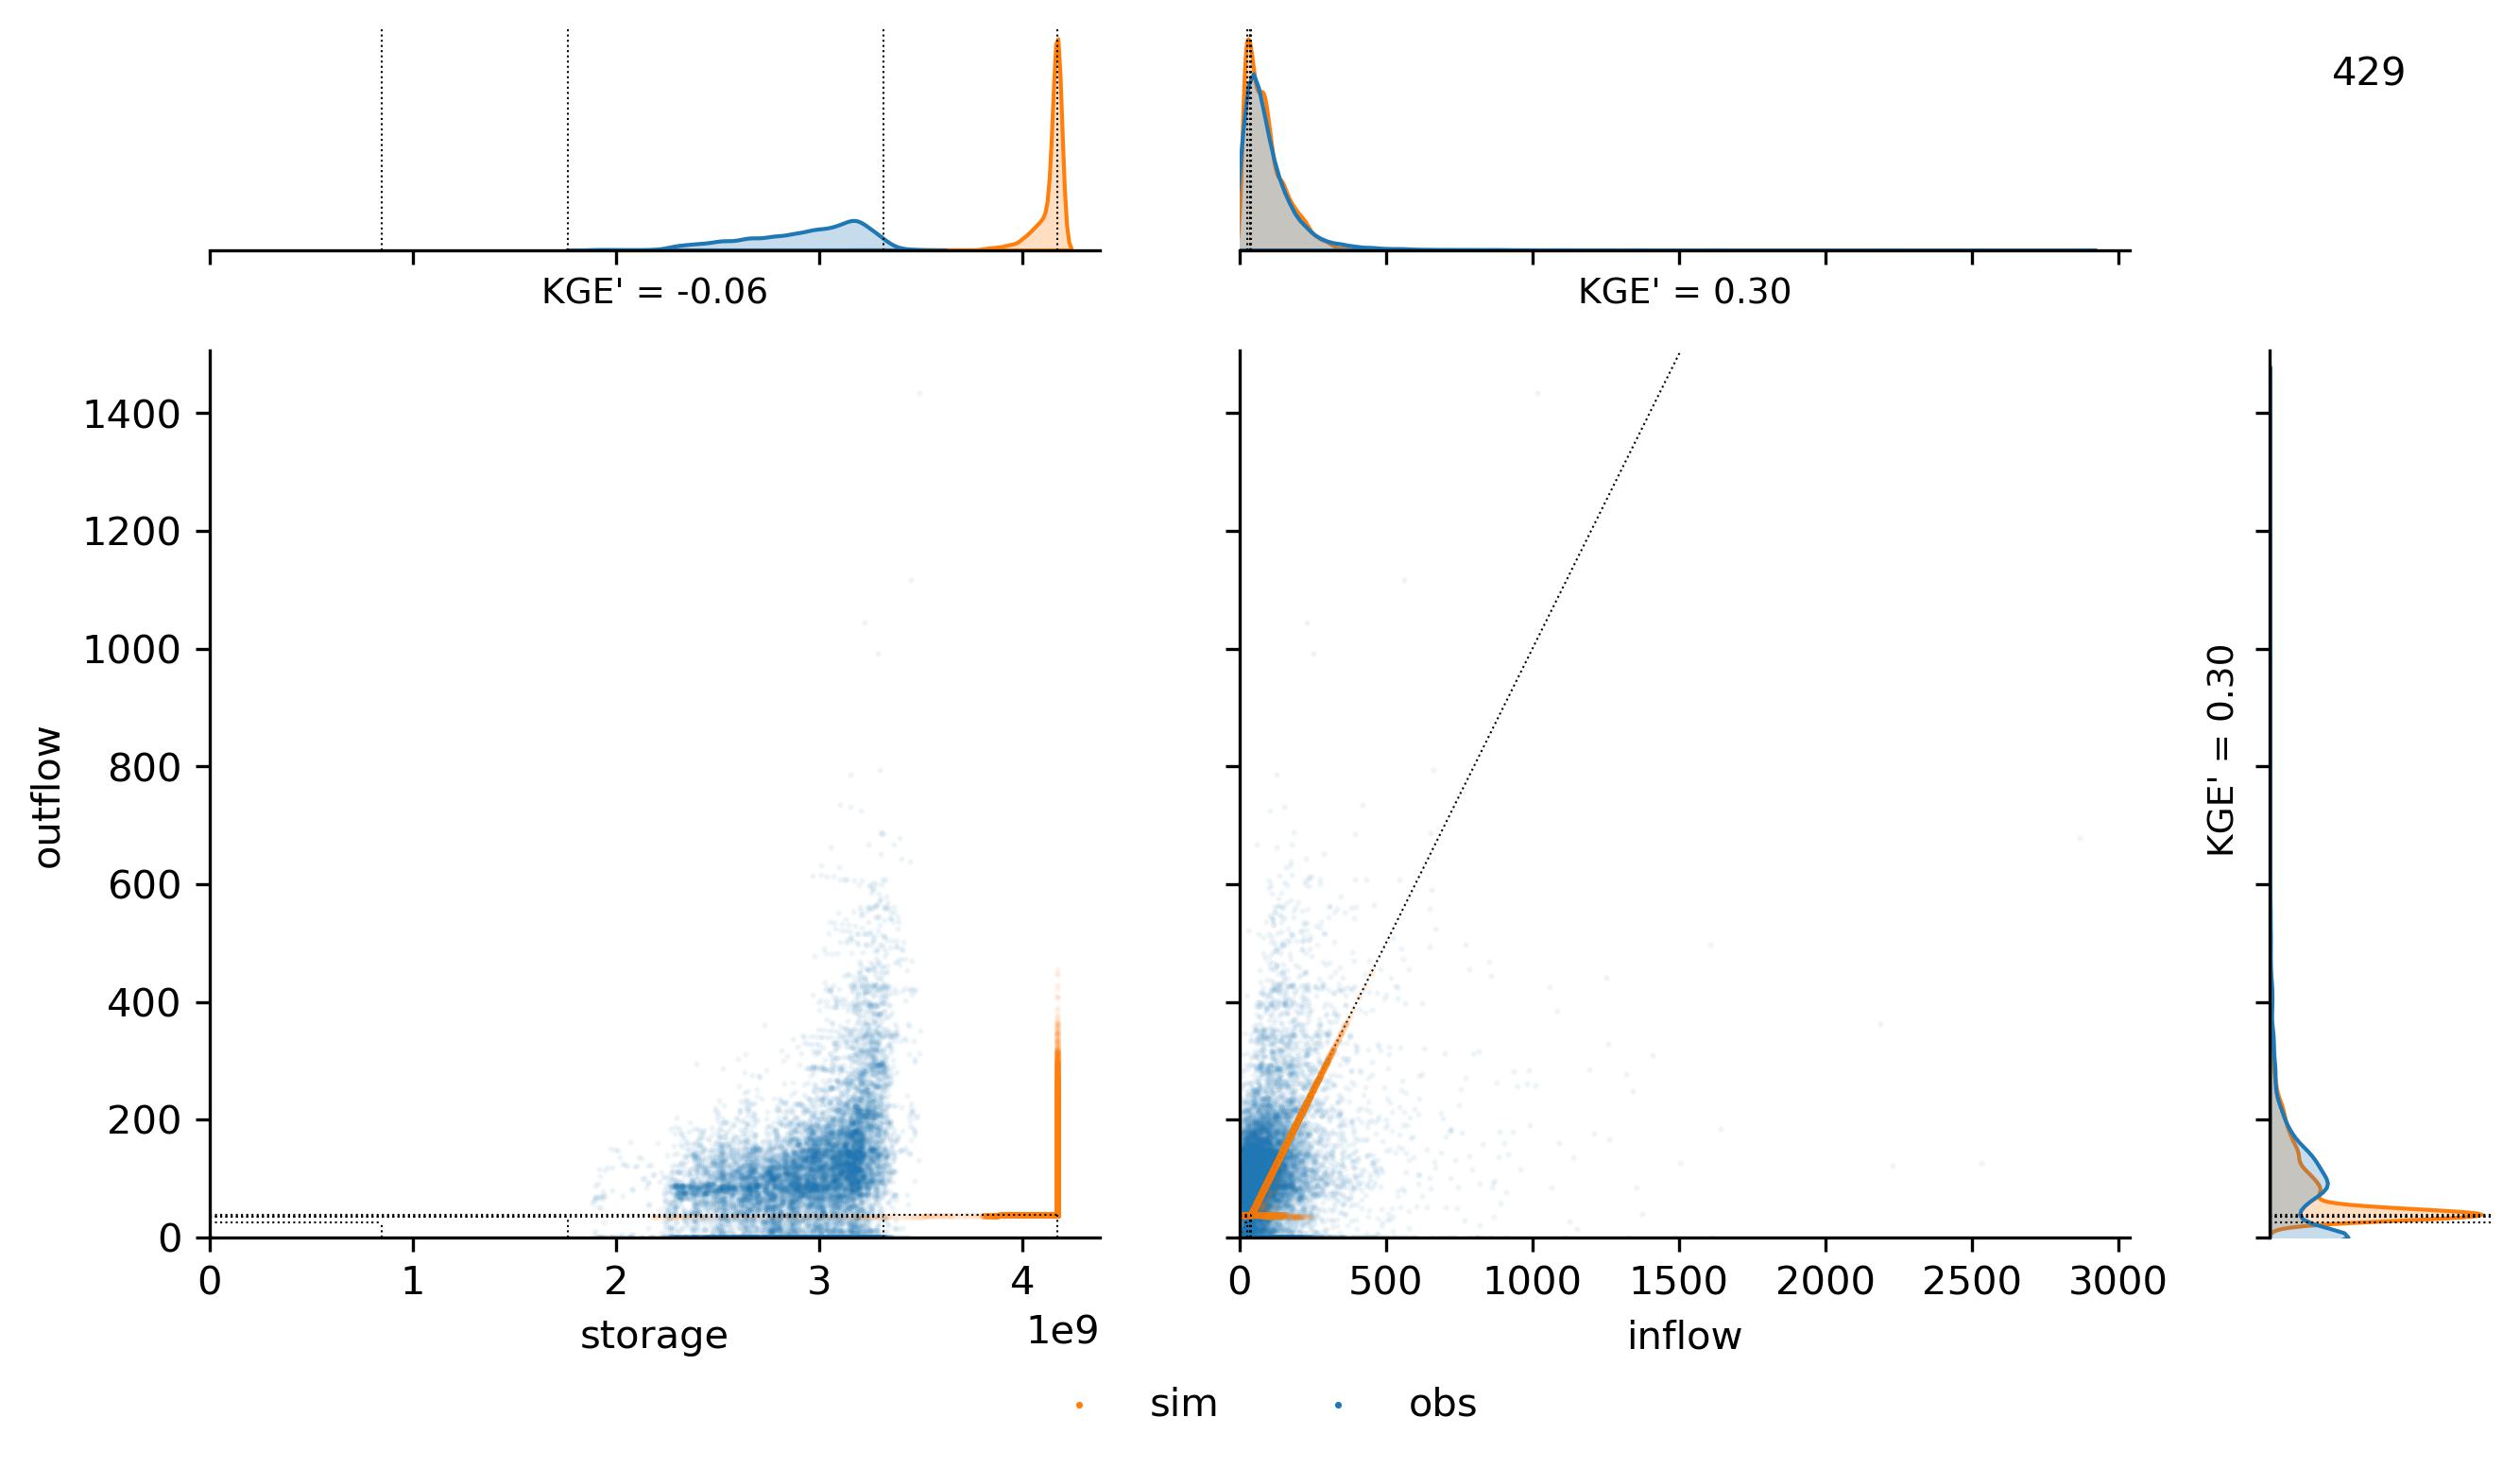 429
KGE' = -0.06
KGE' = 0.30
1400
1200
1000
800
600
400
200
0
outflow
KGE' = 0.30
0 1 2 3 4
1e9
storage
0 500 1000 1500 2000 2500 3000
inflow
sim obs